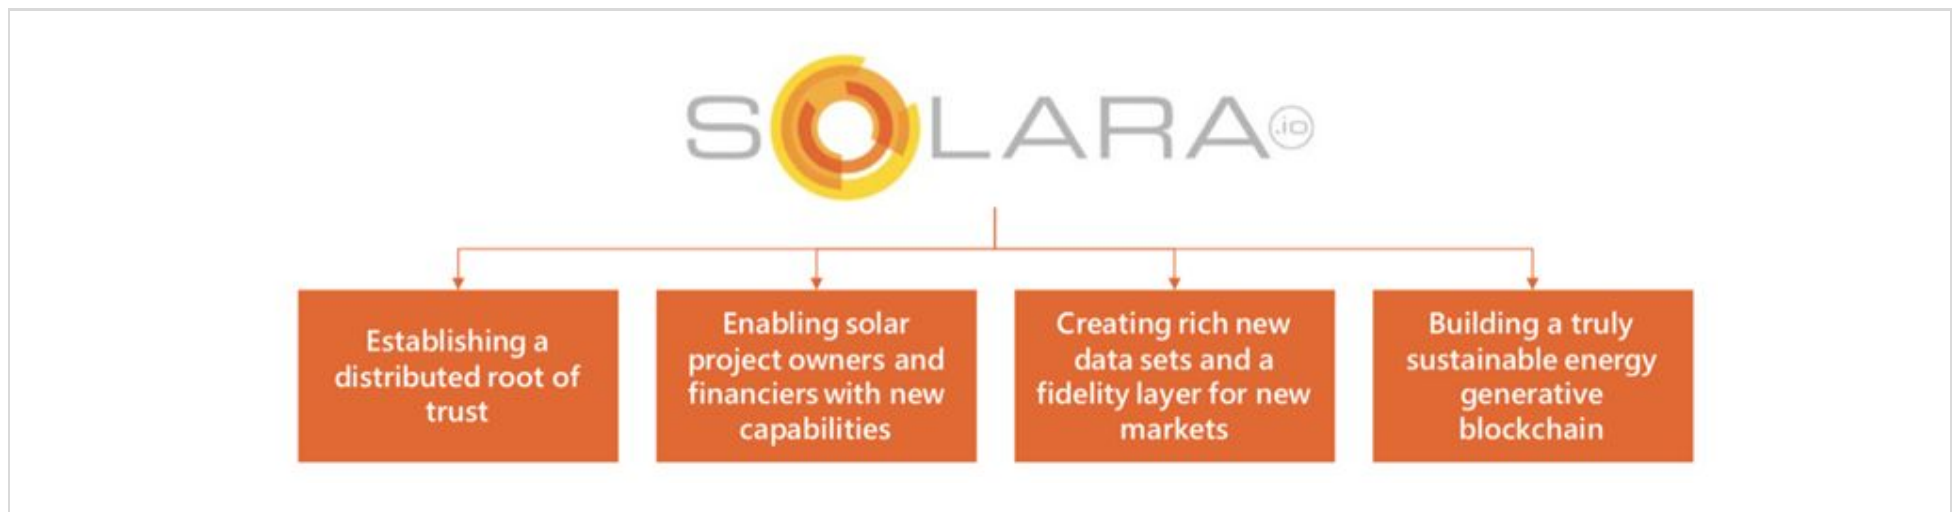 SOLARA.io
Establishing a
distributed root of
trust
Enabling solar
project owners and
financiers with new
capabilities
Creating rich new
data sets and a
fidelity layer for new
markets
Building a truly
sustainable energy
generative
blockchain